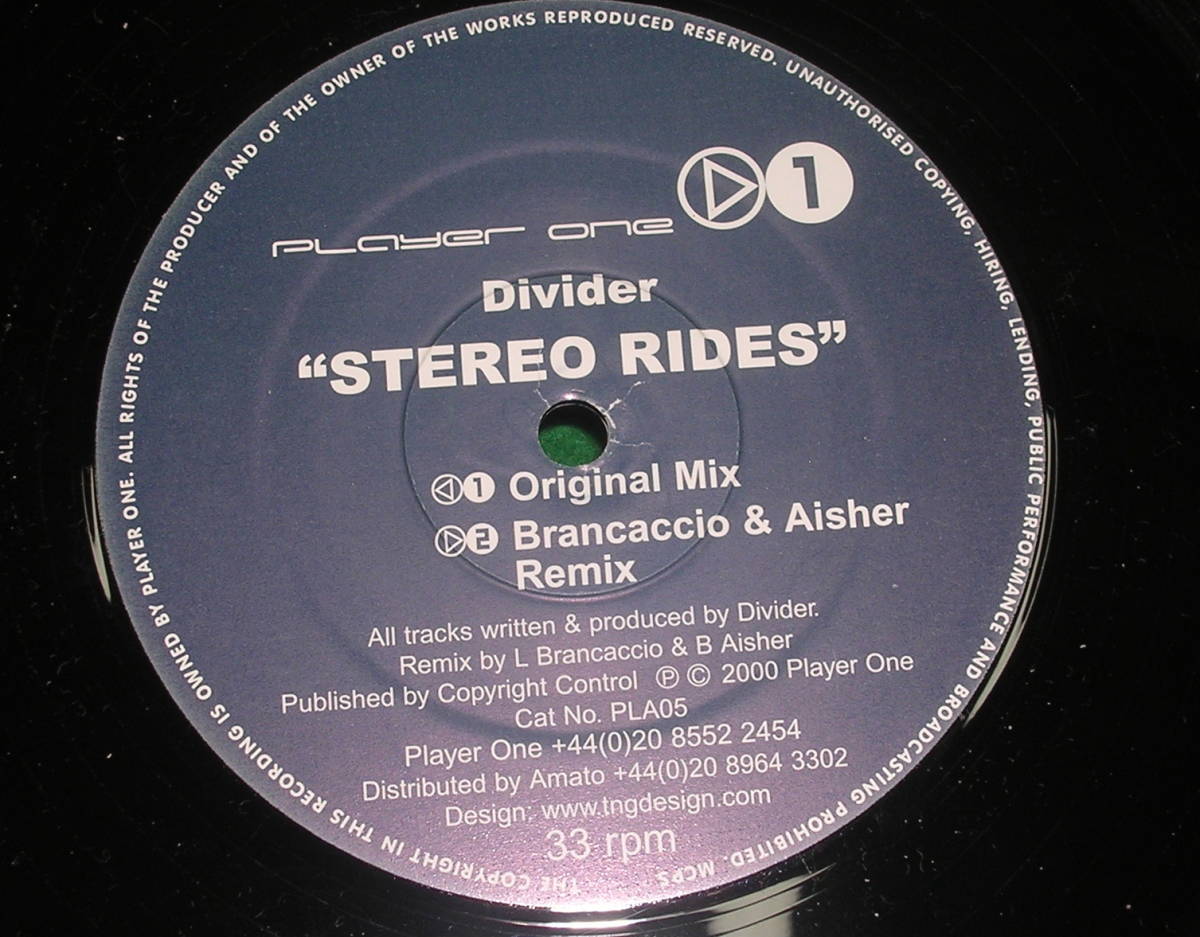 THE COPYRIGHT IN THIS RECORDING IS OWNED BY PLAYER ONE. ALL RIGHTS OF THE PRODUCER AND OF THE OWNER OF THE WORKS REPRODUCED RESERVED. UNAUTHORISED COPYING, HIRING, LENDING, PUBLIC PERFORMANCE AND BROADCASTING PROHIBITED. MCPS
1
PLAYER ONE
Divider
“STEREO RIDES”
1 Original Mix
2 Brancaccio & Aisher
Remix
All tracks written & produced by Divider.
Remix by L Brancaccio & B Aisher
Published by Copyright Control ℗ © 2000 Player One
Cat No. PLA05
Player One +44(0)20 8552 2454
Distributed by Amato +44(0)20 8964 3302
Design: www.tngdesign.com
33 rpm